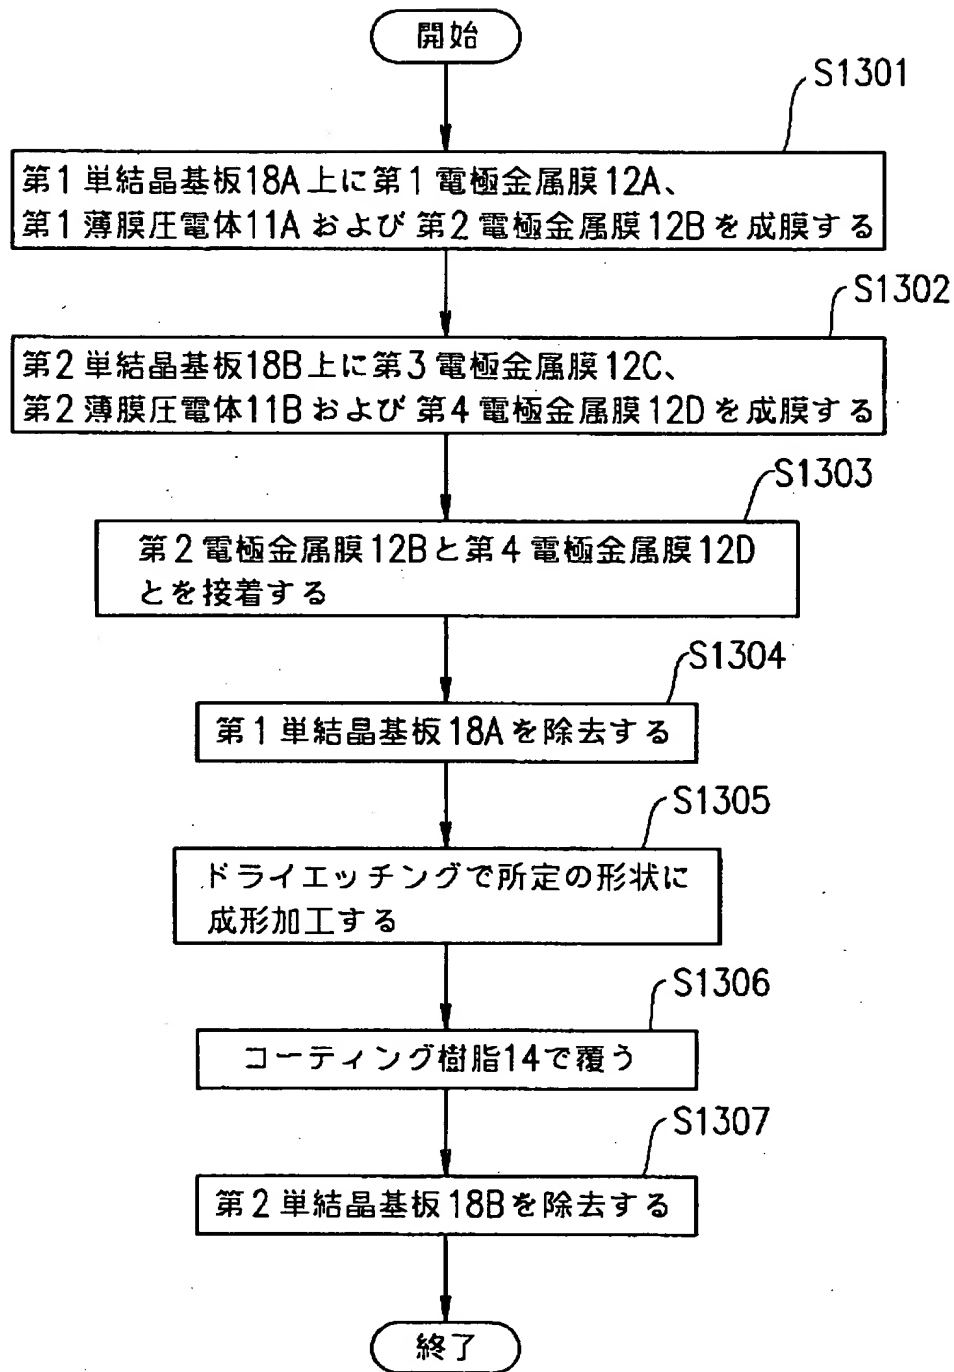 開始
S1301
第1単結晶基板18A上に第1電極金属膜12A、
第1薄膜圧電体11Aおよび第2電極金属膜12Bを成膜する
S1302
第2単結晶基板18B上に第3電極金属膜12C、
第2薄膜圧電体11Bおよび第4電極金属膜12Dを成膜する
S1303
第2電極金属膜12Bと第4電極金属膜12D
とを接着する
S1304
第1単結晶基板18Aを除去する
S1305
ドライエッチングで所定の形状に
成形加工する
S1306
コーティング樹脂14で覆う
S1307
第2単結晶基板18Bを除去する
終了